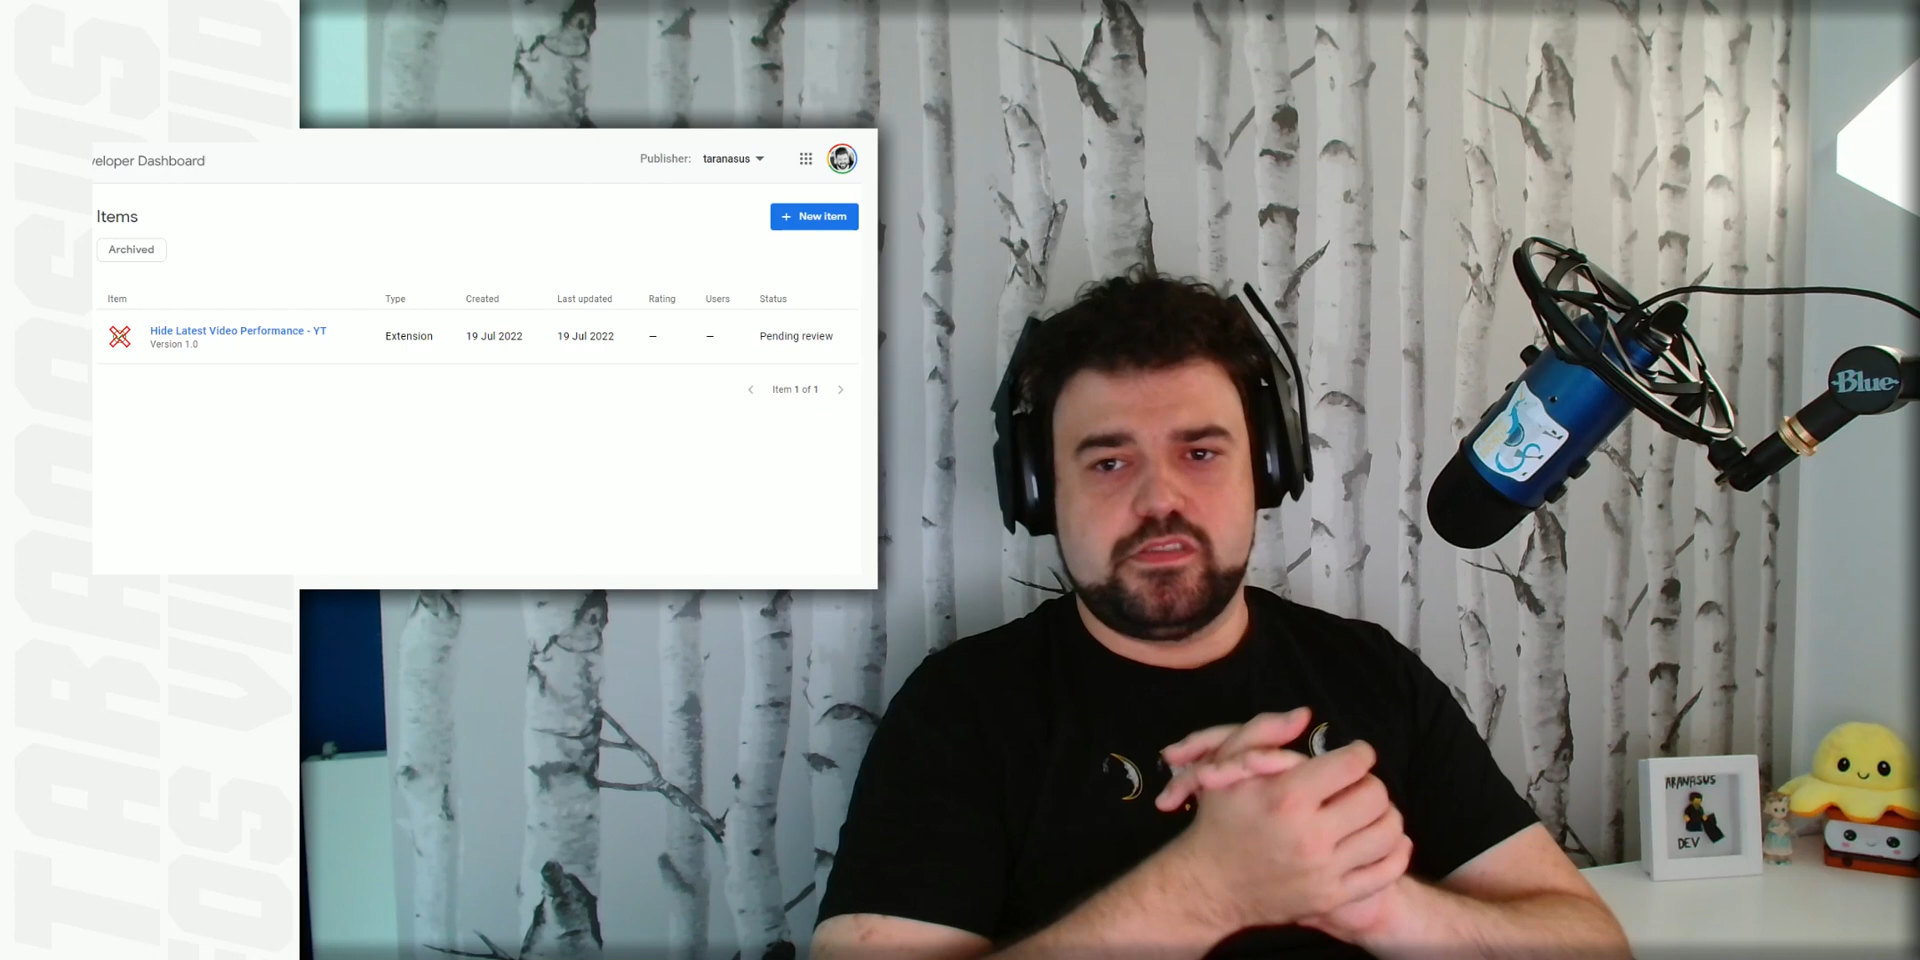 veloper Dashboard
Publisher: taranasus
Items
+ New item
Archived
Item Type Created Last updated Rating Users Status
Hide Latest Video Performance - YT Extension 19 Jul 2022 19 Jul 2022 – – Pending review
Version 1.0
Item 1 of 1
Blue
ARANASUS
DEV